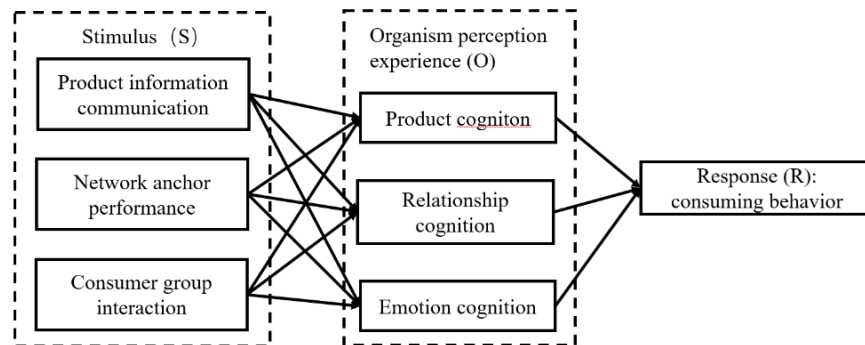 Stimulus（S）
Product information
communication
Network anchor
performance
Consumer group
interaction
Organism perception
experience (O)
Product cogniton
Relationship
cognition
Emotion cognition
Response (R):
consuming behavior